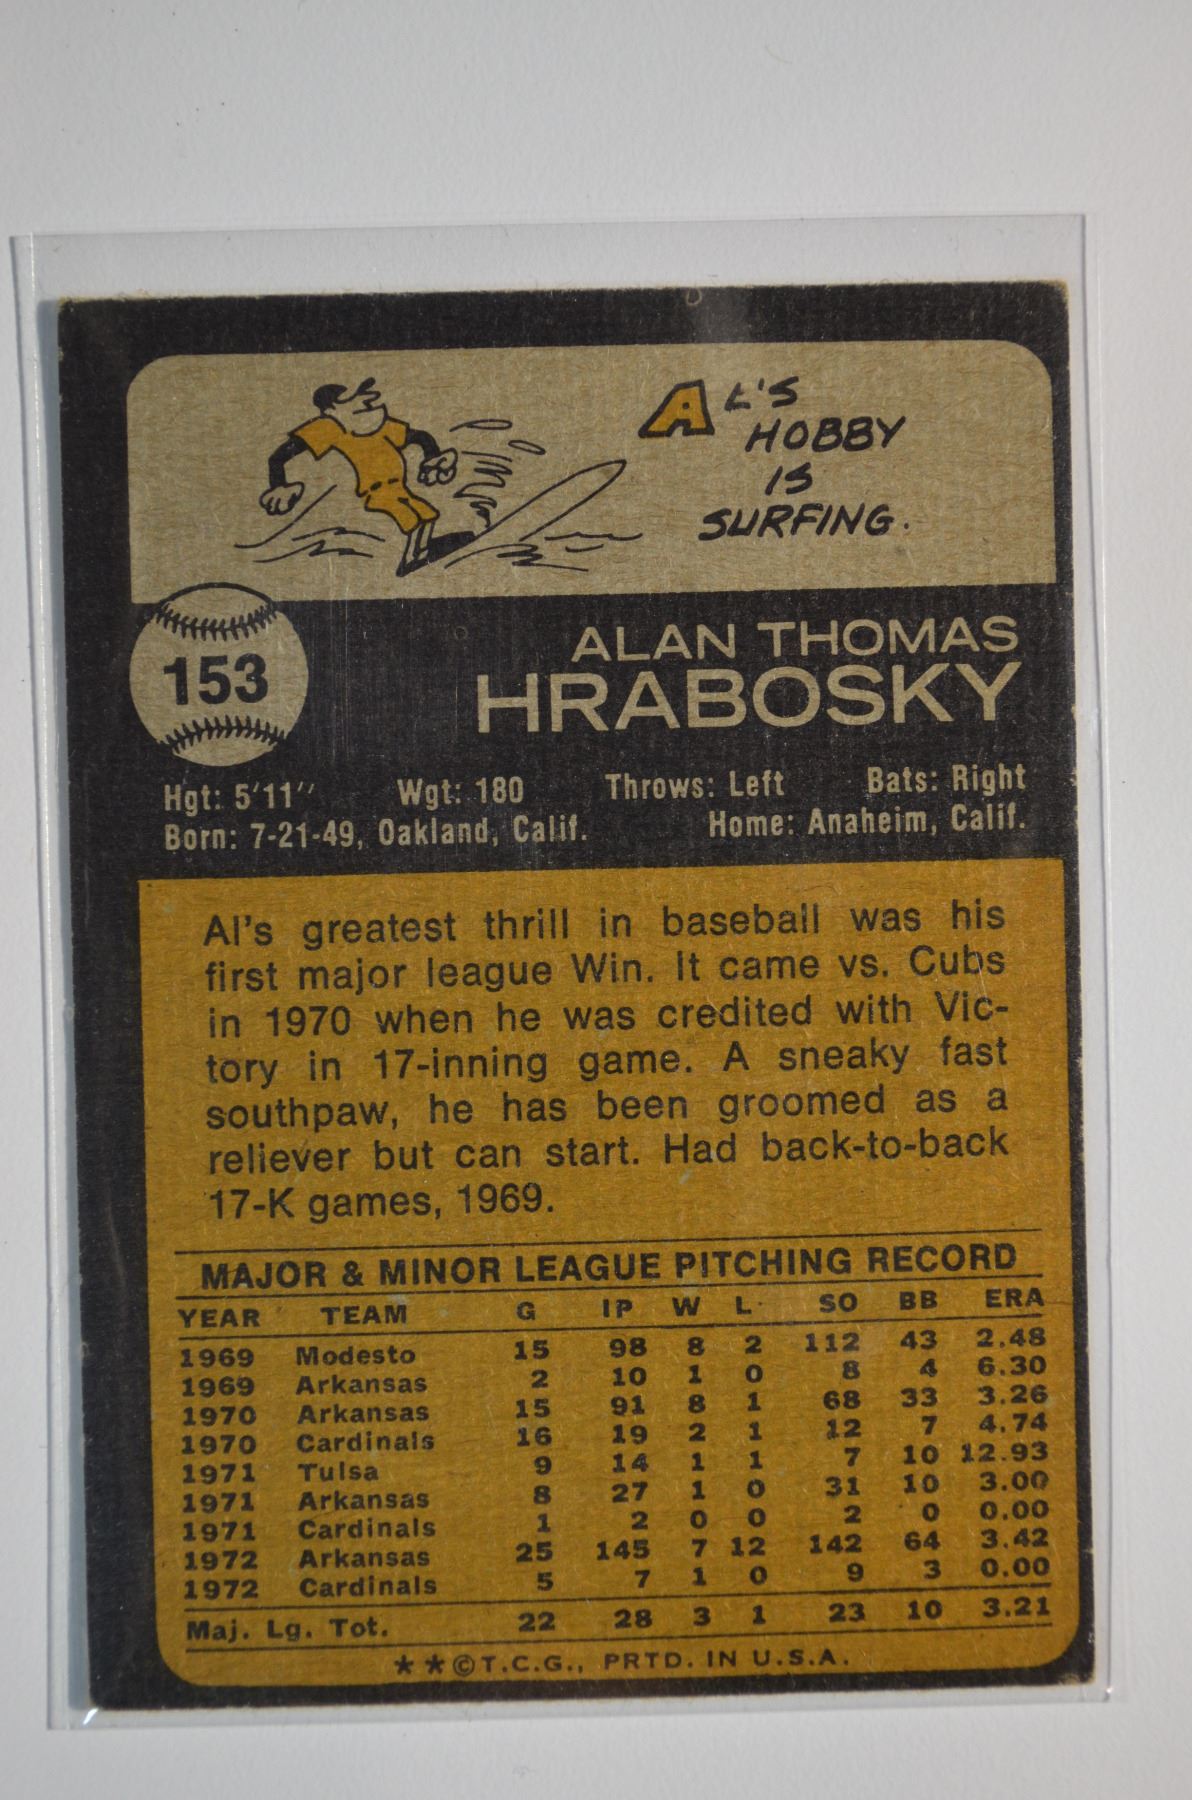 AL'S
HOBBY
IS
SURFING.
153
ALAN THOMAS
HRABOSKY
Hgt: 5'11" Wgt: 180 Throws: Left Bats: Right
Born: 7-21-49, Oakland, Calif. Home: Anaheim, Calif.
Al's greatest thrill in baseball was his
first major league Win. It came vs. Cubs
in 1970 when he was credited with Vic-
tory in 17-inning game. A sneaky fast
southpaw, he has been groomed as a
reliever but can start. Had back-to-back
17-K games, 1969.
MAJOR & MINOR LEAGUE PITCHING RECORD
YEAR TEAM G IP W L SO BB ERA
1969 Modesto 15 98 8 2 112 43 2.48
1969 Arkansas 2 10 1 0 8 4 6.30
1970 Arkansas 15 91 8 1 68 33 3.26
1970 Cardinals 16 19 2 1 12 7 4.74
1971 Tulsa 9 14 1 1 7 10 12.93
1971 Arkansas 8 27 1 0 31 10 3.00
1971 Cardinals 1 2 0 0 2 0 0.00
1972 Arkansas 25 145 7 12 142 64 3.42
1972 Cardinals 5 7 1 0 9 3 0.00
Maj. Lg. Tot. 22 28 3 1 23 10 3.21
**©T.C.G., PRTD. IN U.S.A.